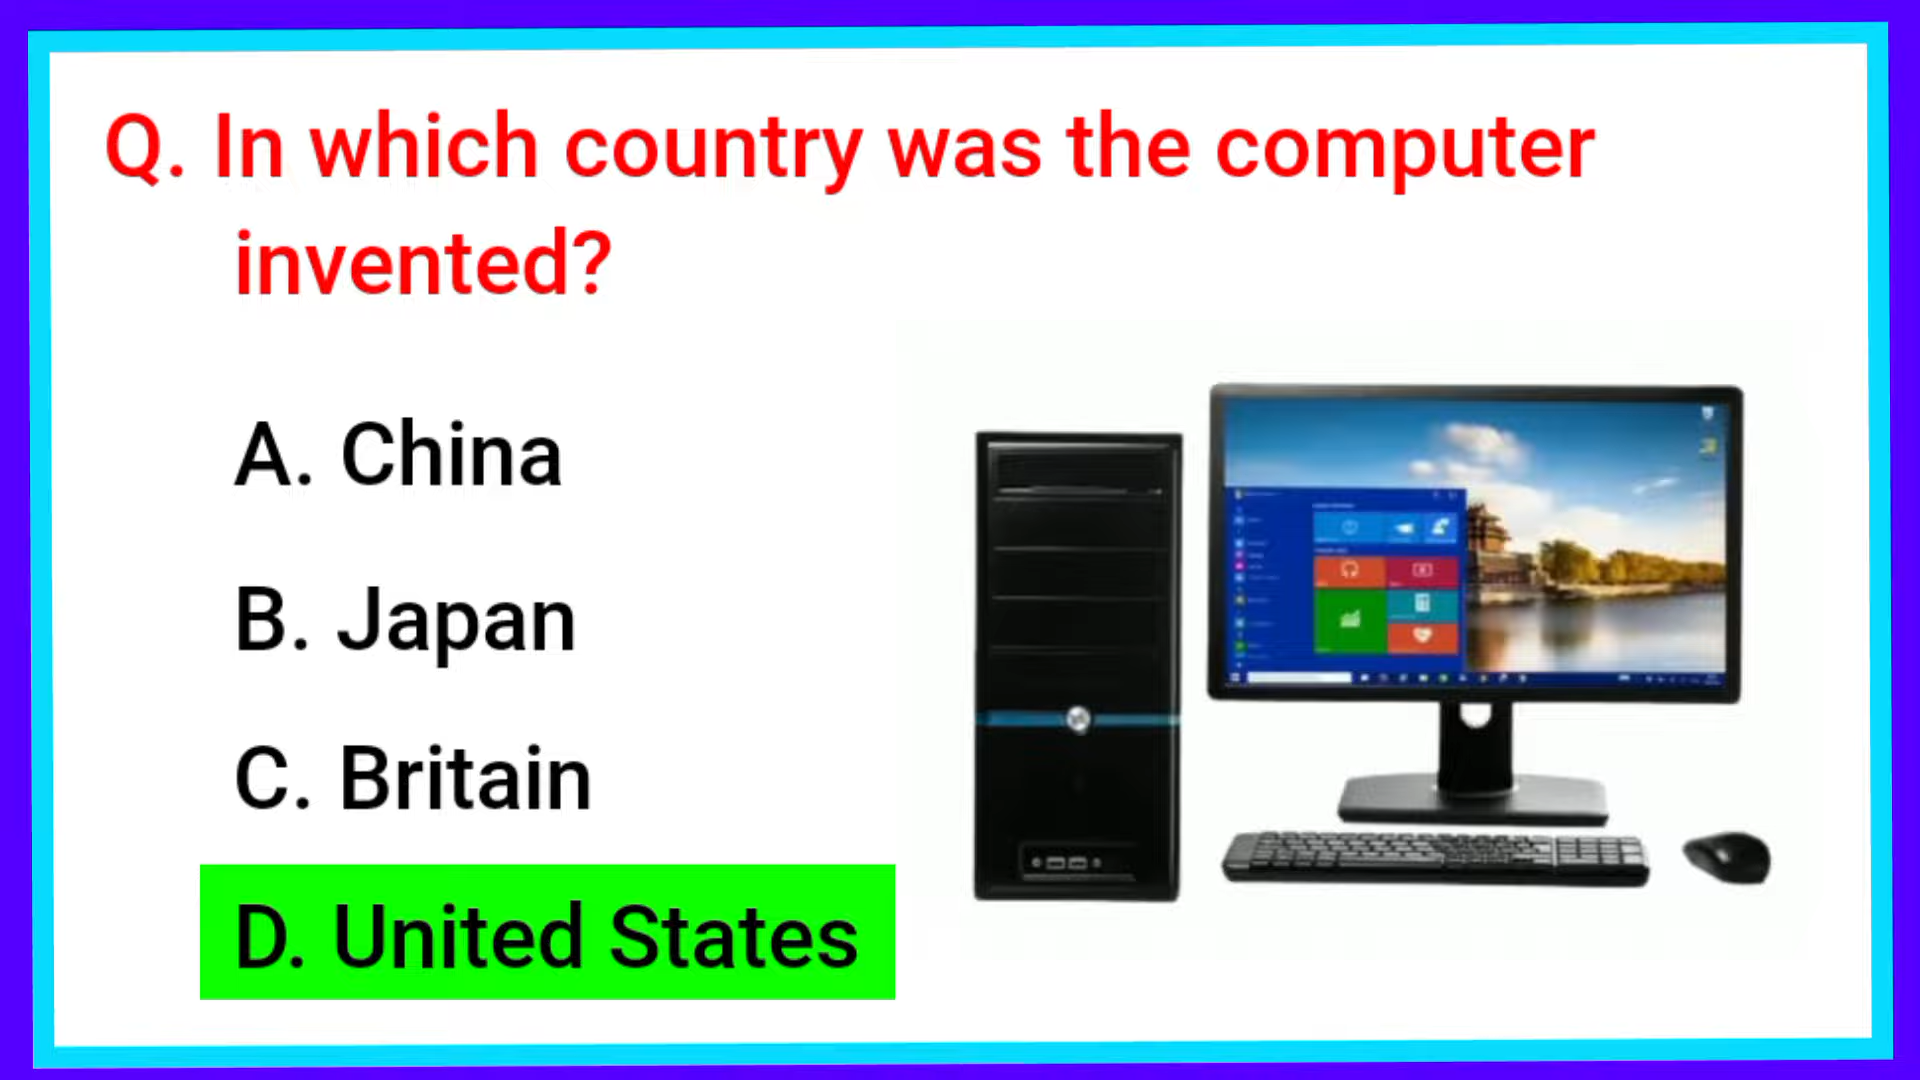 Q. In which country was the computer
invented?
A. China
B. Japan
C. Britain
D. United States